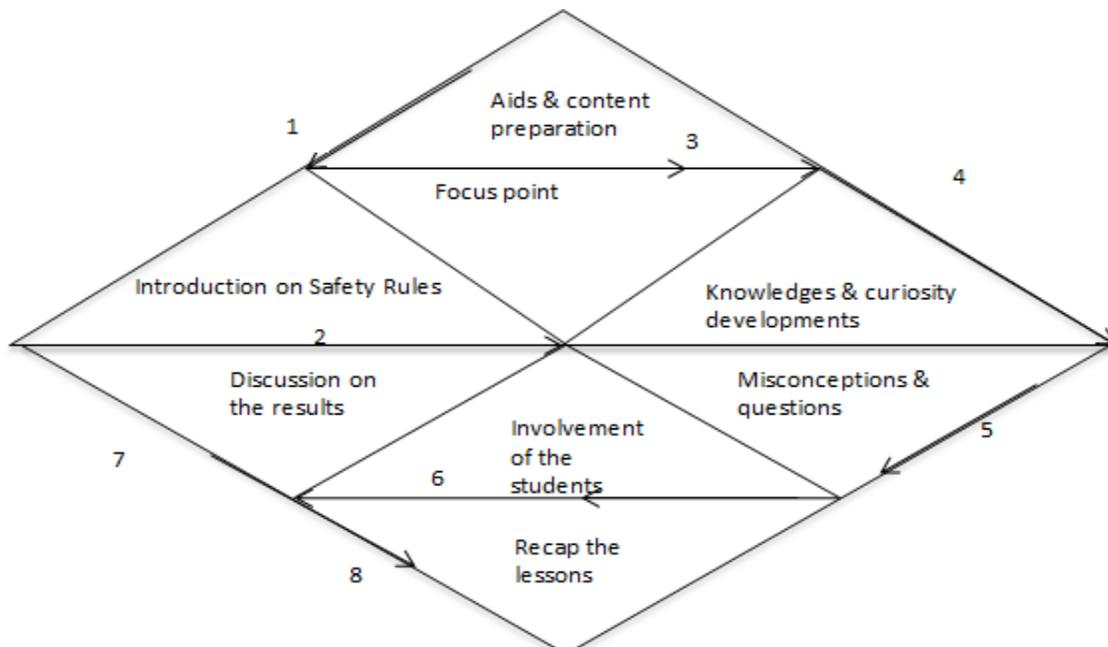 Aids & content
preparation
1
3
4
Focus point
Introduction on Safety Rules
Knowledges & curiosity
developments
2
Discussion on
the results
Misconceptions &
questions
Involvement
of the
students
5
7
6
Recap the
lessons
8